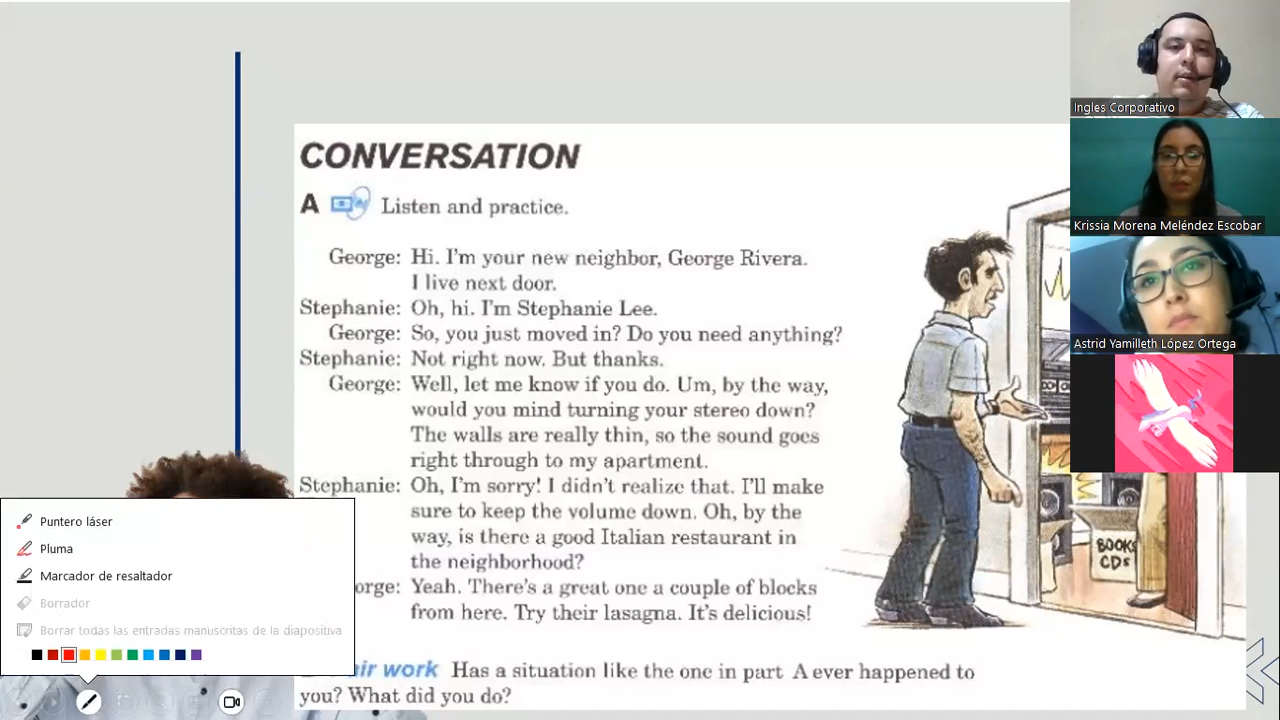 CONVERSATION
A Listen and practice.
George: Hi. I'm your new neighbor, George Rivera.
I live next door.
Stephanie: Oh, hi. I'm Stephanie Lee.
George: So, you just moved in? Do you need anything?
Stephanie: Not right now. But thanks.
George: Well, let me know if you do. Um, by the way,
would you mind turning your stereo down?
The walls are really thin, so the sound goes
right through to my apartment.
Stephanie: Oh, I'm sorry! I didn't realize that. I'll make
sure to keep the volume down. Oh, by the
way, is there a good Italian restaurant in
the neighborhood?
orge: Yeah. There's a great one a couple of blocks
from here. Try their lasagna. It's delicious!
air work Has a situation like the one in part A ever happened to
you? What did you do?
BOOKS
CDs
Puntero láser
Pluma
Marcador de resaltador
Borrador
Borrar todas las entradas manuscritas de la diapositiva
Ingles Corporativo
Krissia Morena Meléndez Escobar
Astrid Yamilleth López Ortega